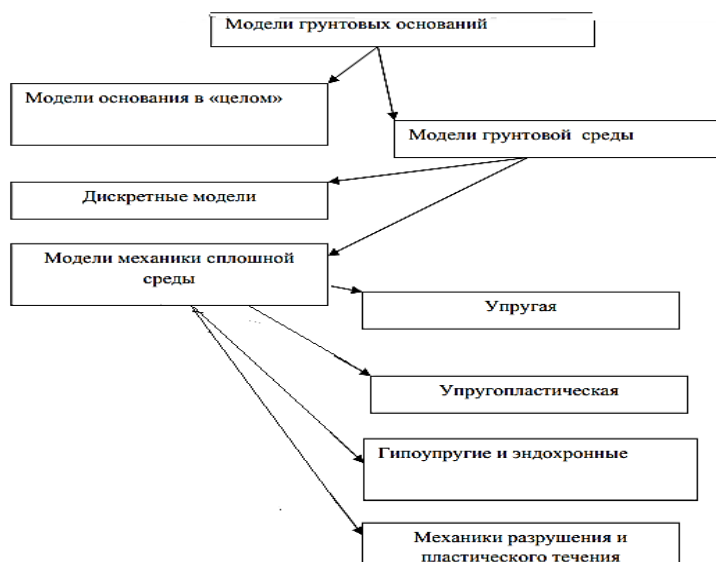 Модели грунтовых оснований
Модели основания в «целом»
Модели грунтовой среды
Дискретные модели
Модели механики сплошной
среды
Упругая
Упругопластическая
Гипоупругие и эндохронные
Механики разрушения и
пластического течения